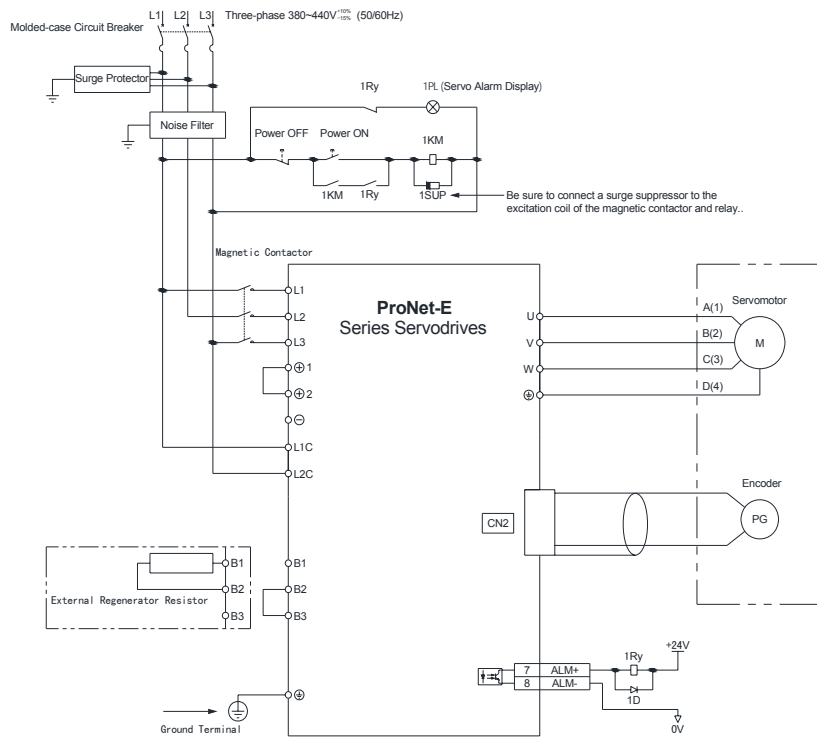 L1 L2 L3 Three-phase 380~440V +10% -15% (50/60Hz)
Molded-case Circuit Breaker
Surge Protector
1Ry 1PL (Servo Alarm Display)
Noise Filter
Power OFF Power ON 1KM
1KM 1Ry 1SUP
Be sure to connect a surge suppressor to the
excitation coil of the magnetic contactor and relay..
Magnetic Contactor
ProNet-E
Series Servodrives
L1
L2
L3
1
2
L1C
L2C
B1
B2
B3
U
V
W
A(1)
B(2)
C(3)
D(4)
Servomotor
M
Encoder
PG
CN2
B1
B2
B3
External Regenerator Resistor
7 ALM+
8 ALM-
1Ry
+24V
1D
0V
Ground Terminal